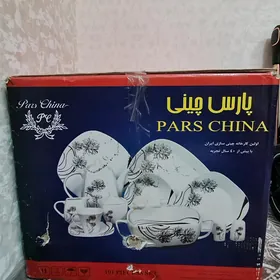 Pars China
PC
پارس چینی
PARS CHINA
اولین کارخانه چینی سازی ایران
با بیش از ۴۰ سال تجربه